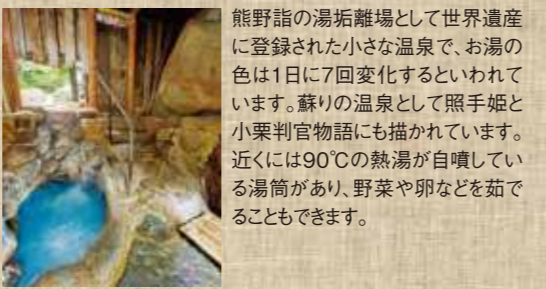 熊野詣の湯垢離場として世界遺産
に登録された小さな温泉で、お湯の
色は1日に7回変化するといわれて
います。蘇りの温泉として照手姫と
小栗判官物語にも描かれています。
近くには90℃の熱湯が自噴してい
る湯筒があり、野菜や卵などを茹で
ることもできます。